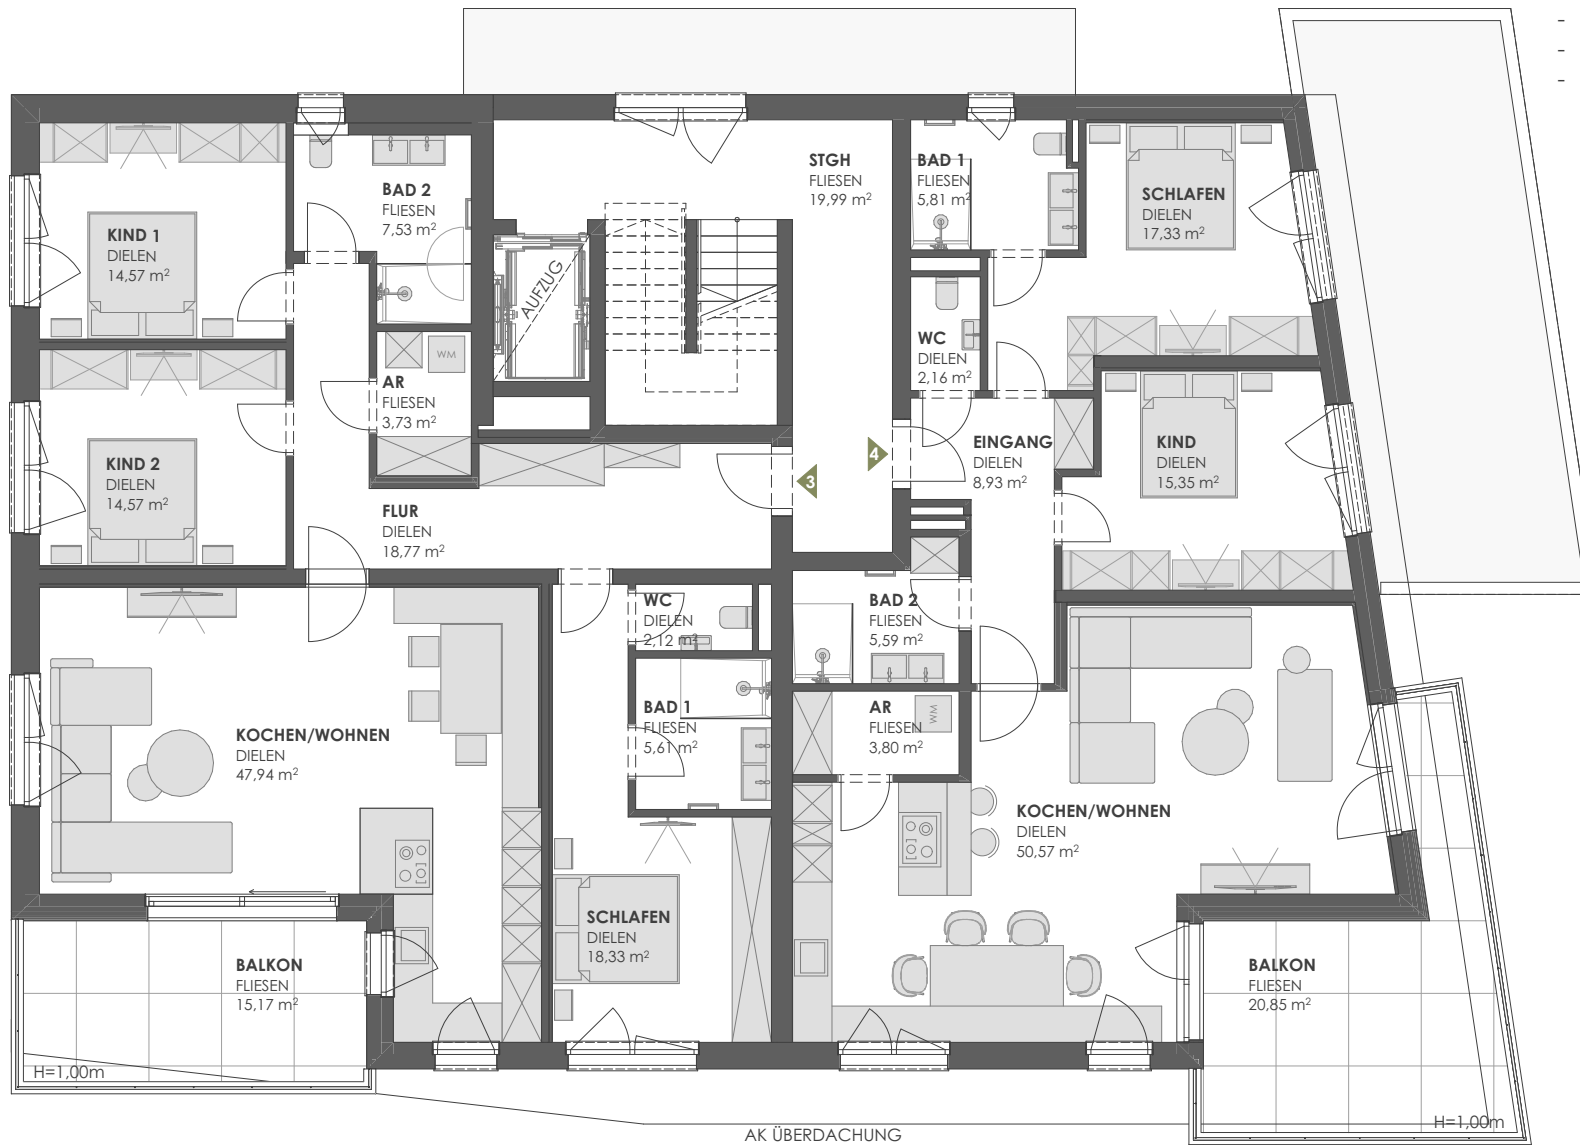 KIND 1
DIELEN
14,57 m²
BAD 2
FLIESEN
7,53 m²
STGH
FLIESEN
19,99 m²
BAD 1
FLIESEN
5,81 m²
SCHLAFEN
DIELEN
17,33 m²
AUFZUG
WM
AR
FLIESEN
3,73 m²
WC
DIELEN
2,16 m²
KIND 2
DIELEN
14,57 m²
3
4
EINGANG
DIELEN
8,93 m²
KIND
DIELEN
15,35 m²
FLUR
DIELEN
18,77 m²
WC
DIELEN
2,12 m²
BAD 2
FLIESEN
5,59 m²
KOCHEN/WOHNEN
DIELEN
47,94 m²
BAD 1
FLIESEN
5,61 m²
AR
FLIESEN
3,80 m²
WM
KOCHEN/WOHNEN
DIELEN
50,57 m²
SCHLAFEN
DIELEN
18,33 m²
BALKON
FLIESEN
15,17 m²
BALKON
FLIESEN
20,85 m²
H=1,00m
H=1,00m
AK ÜBERDACHUNG